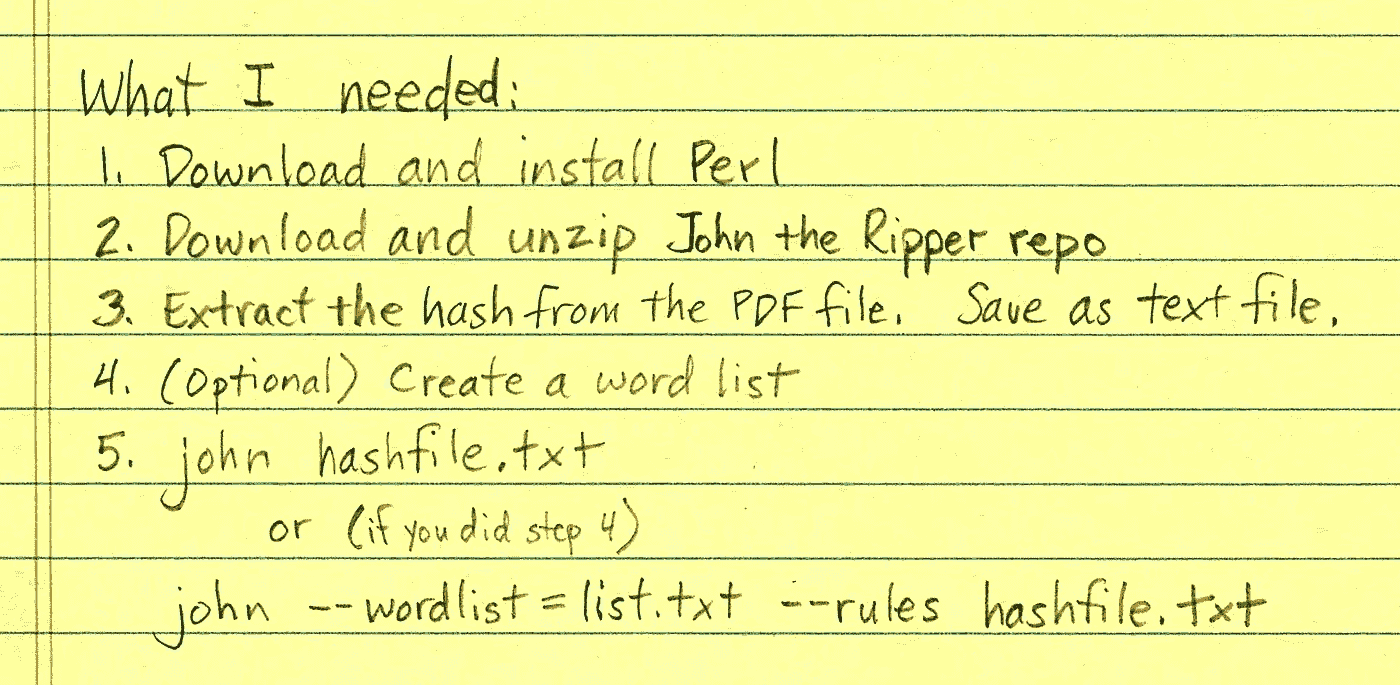 What I needed:
1. Download and install Perl
2. Download and unzip John the Ripper repo
3. Extract the hash from the PDF file. Save as text file.
4. (Optional) Create a word list
5. john hashfile.txt
or (if you did step 4)
john --wordlist=list.txt --rules hashfile.txt